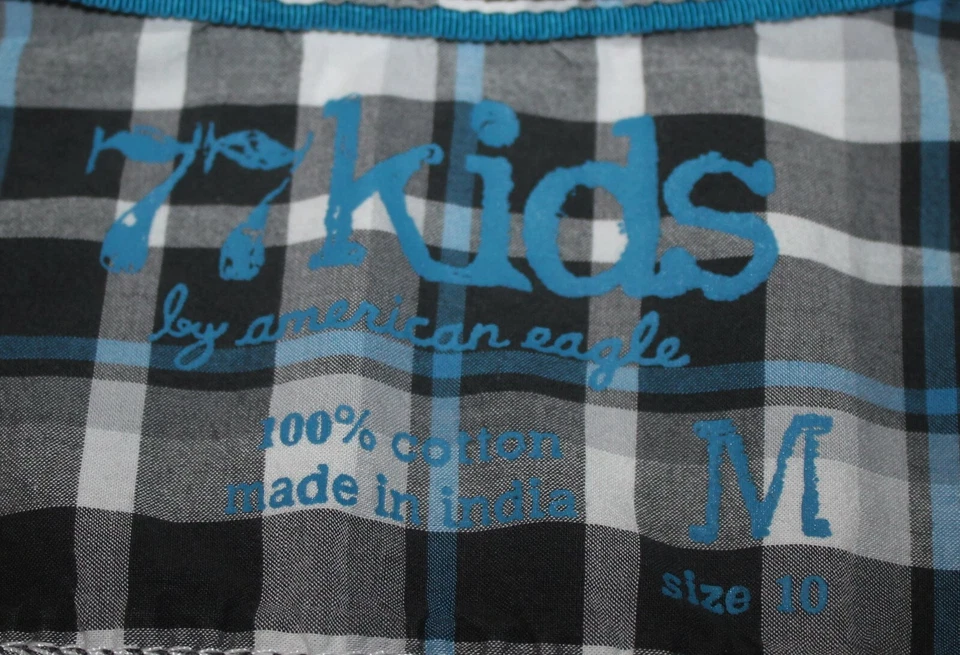 77kids
by american eagle
100% cotton
made in india
M
size 10